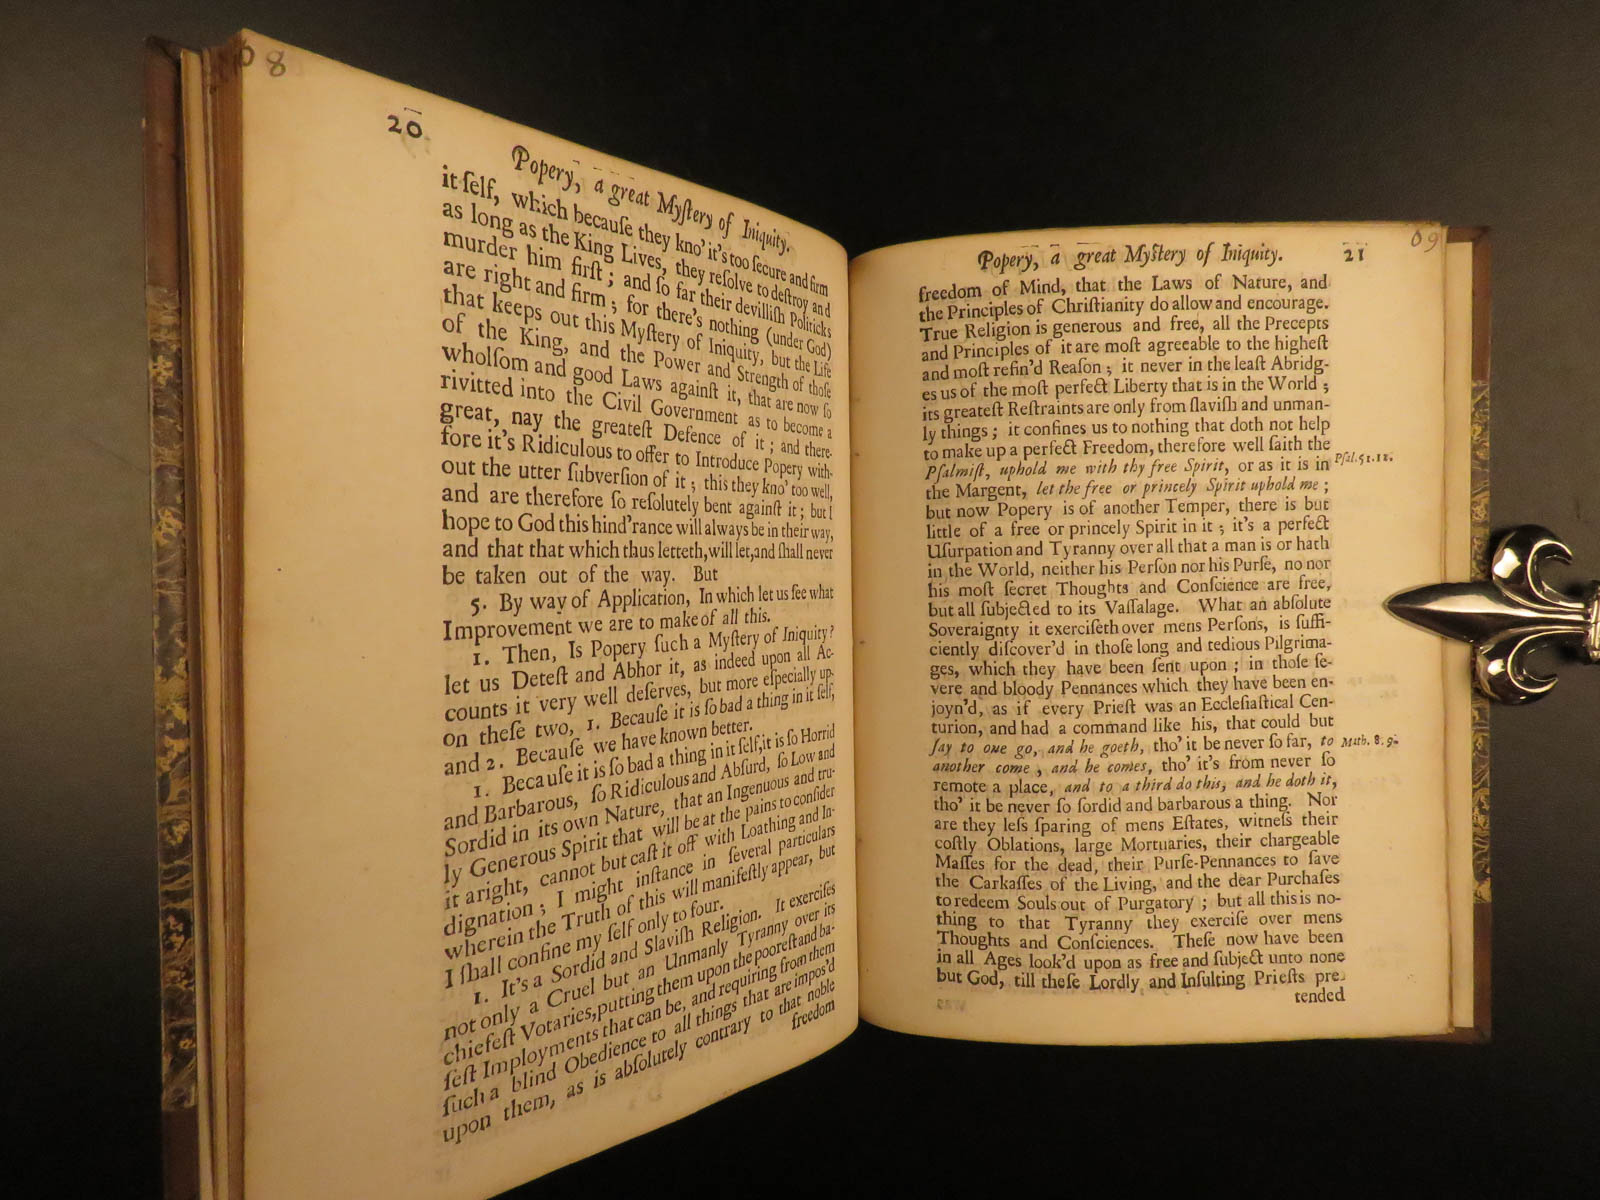 08
20
Popery, a great Myſtery of Iniquity.
it ſelf, which becauſe they kno' it's too ſecure and firm
as long as the King Lives, they reſolve to deſtroy and
murder him firſt; and ſo far their devilliſh Politicks
are right and firm; for there's nothing (under God)
that keeps out this Myſtery of Iniquity, but the Life
of the King, and the Power and Strength of thoſe
wholſom and good Laws againſt it, that are now ſo
rivitted into the Civil Government as to become a
great, nay the greateſt Defence of it; and there-
fore it's Ridiculous to offer to Introduce Popery with-
out the utter ſubverſion of it; this they kno' too well,
and are therefore ſo reſolutely bent againſt it; but I
hope to God this hind'rance will always be in their way,
and that that which thus letteth, will let, and ſhall never
be taken out of the way. But
5. By way of Application, In which let us ſee what
Improvement we are to make of all this.
1. Then, Is Popery ſuch a Myſtery of Iniquity?
let us Deteſt and Abhor it, as indeed upon all Ac-
counts it very well deſerves, but more eſpecially up-
on theſe two, 1. Becauſe it is ſo bad a thing in it ſelf,
and 2. Becauſe we have known better.
1. Becauſe it is ſo bad a thing in it ſelf, it is ſo Horrid
and Barbarous, ſo Ridiculous and Abſurd, ſo Low and
Sordid in its own Nature, that an Ingenuous and tru-
ly Generous Spirit that will be at the pains to conſider
it aright, cannot but caſt it off with Loathing and In-
dignation; I might inſtance in ſeveral particulars
wherein the Truth of this will manifeſtly appear, but
I ſhall confine my ſelf only to four.
1. It's a Sordid and Slaviſh Religion. It exerciſes
not only a Cruel but an Unmanly Tyranny over its
chiefeſt Votaries, putting them upon the pooreſt and ba-
ſeſt Imployments that can be, and requiring from them
ſuch a blind Obedience to all things that are impos'd
upon them, as is abſolutely contrary to that noble
freedom
09
Popery, a great Myſtery of Iniquity. 21
freedom of Mind, that the Laws of Nature, and
the Principles of Chriſtianity do allow and encourage.
True Religion is generous and free, all the Precepts
and Principles of it are moſt agreeable to the higheſt
and moſt refin'd Reaſon; it never in the leaſt Abridg-
es us of the moſt perfect Liberty that is in the World;
its greateſt Reſtraints are only from ſlaviſh and unman-
ly things; it confines us to nothing that doth not help
to make up a perfect Freedom, therefore well ſaith the
Pſalmiſt, uphold me with thy free Spirit, or as it is in Pſal. 51. 12.
the Margent, let the free or princely Spirit uphold me;
but now Popery is of another Temper, there is but
little of a free or princely Spirit in it; it's a perfect
Uſurpation and Tyranny over all that a man is or hath
in the World, neither his Perſon nor his Purſe, no nor
his moſt ſecret Thoughts and Conſcience are free,
but all ſubjected to its Vaſſalage. What an abſolute
Soveraignty it exerciſeth over mens Perſons, is ſuffi-
ciently diſcover'd in thoſe long and tedious Pilgrima-
ges, which they have been ſent upon; in thoſe ſe-
vere and bloody Pennances which they have been en-
joyn'd, as if every Prieſt was an Eccleſiaſtical Cen-
turion, and had a command like his, that could but
ſay to one go, and he goeth, tho' it be never ſo far, to Math. 8. 9.
another come, and he comes, tho' it's from never ſo
remote a place, and to a third do this, and he doth it,
tho' it be never ſo ſordid and barbarous a thing. Nor
are they leſs ſparing of mens Eſtates, witneſs their
coſtly Oblations, large Mortuaries, their chargeable
Maſſes for the dead, their Purſe-Pennances to ſave
the Carkaſſes of the Living, and the dear Purchaſes
to redeem Souls out of Purgatory; but all this is no-
thing to that Tyranny they exerciſe over mens
Thoughts and Conſciences. Theſe now have been
in all Ages look'd upon as free and ſubject unto none
but God, till theſe Lordly and Inſulting Prieſts pre-
tended